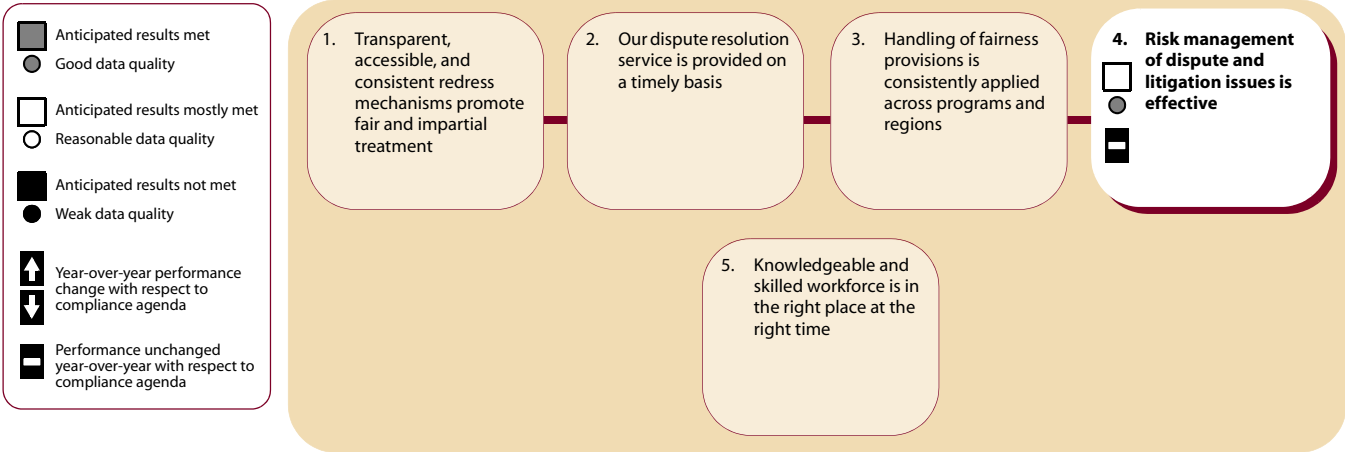 Anticipated results met
Good data quality
Anticipated results mostly met
Reasonable data quality
Anticipated results not met
Weak data quality
Year-over-year performance
change with respect to
compliance agenda
Performance unchanged
year-over-year with respect to
compliance agenda
1. Transparent,
accessible, and
consistent redress
mechanisms promote
fair and impartial
treatment
2. Our dispute resolution
service is provided on
a timely basis
3. Handling of fairness
provisions is
consistently applied
across programs and
regions
4. Risk management
of dispute and
litigation issues is
effective
5. Knowledgeable and
skilled workforce is in
the right place at the
right time